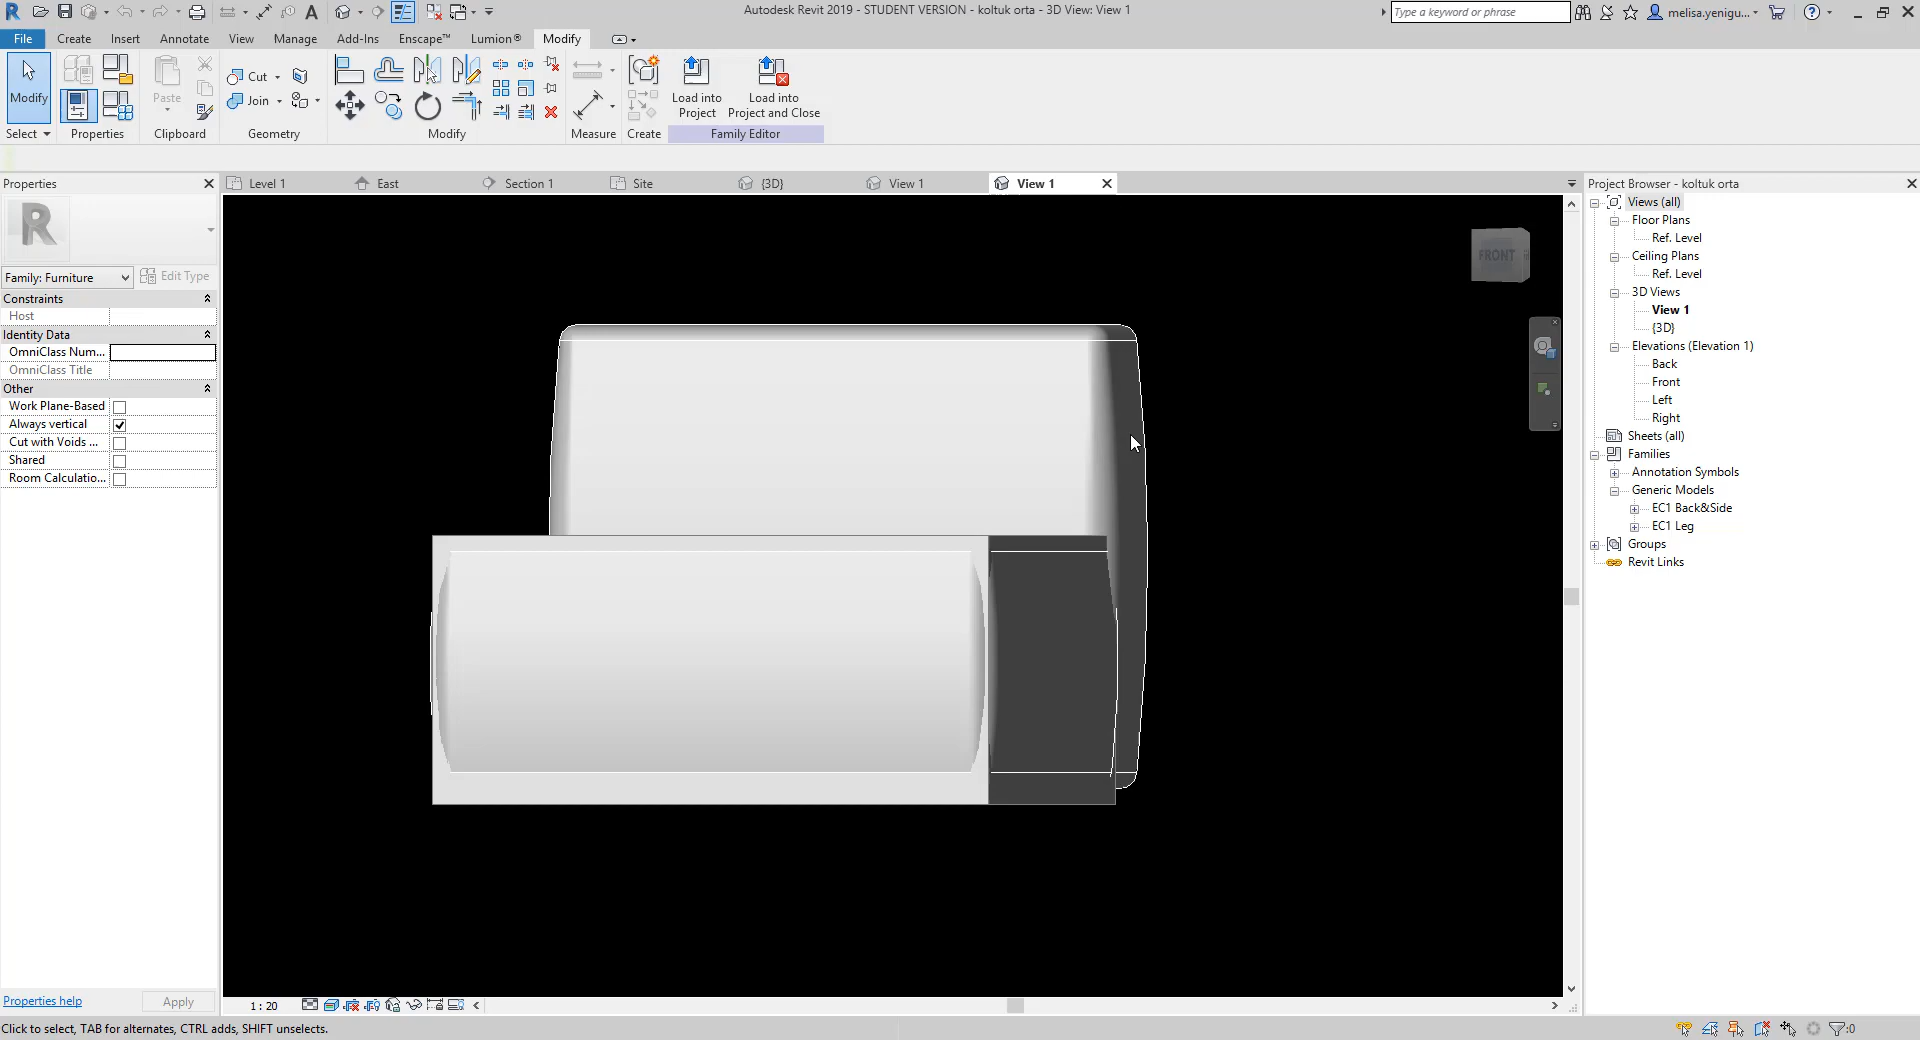 Autodesk Revit 2019 - STUDENT VERSION - koltuk orta - 3D View: View 1
Type a keyword or phrase
melisa.yenigu...
File Create Insert Annotate View Manage Add-Ins Enscape™ Lumion® Modify
Modify
Paste
Cut
Join
Load into Project
Load into Project and Close
Select Properties Clipboard Geometry Modify Measure Create Family Editor
Properties
Level 1 East Section 1 Site {3D} View 1 View 1
Project Browser - koltuk orta
R
Family: Furniture Edit Type
Constraints
Host
Identity Data
OmniClass Num...
OmniClass Title
Other
Work Plane-Based
Always vertical
Cut with Voids ...
Shared
Room Calculatio...
FRONT
Views (all)
Floor Plans
Ref. Level
Ceiling Plans
Ref. Level
3D Views
View 1
{3D}
Elevations (Elevation 1)
Back
Front
Left
Right
Sheets (all)
Families
Annotation Symbols
Generic Models
EC1 Back&Side
EC1 Leg
Groups
Revit Links
Properties help Apply
1 : 20
Click to select, TAB for alternates, CTRL adds, SHIFT unselects.
:0